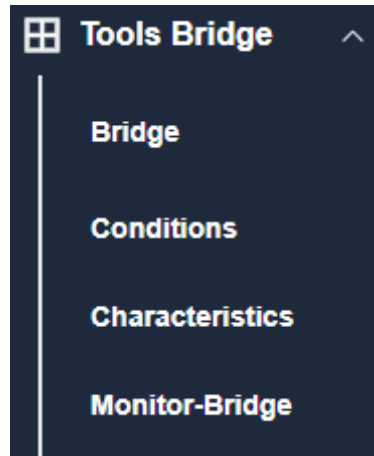 Tools Bridge
Bridge
Conditions
Characteristics
Monitor-Bridge